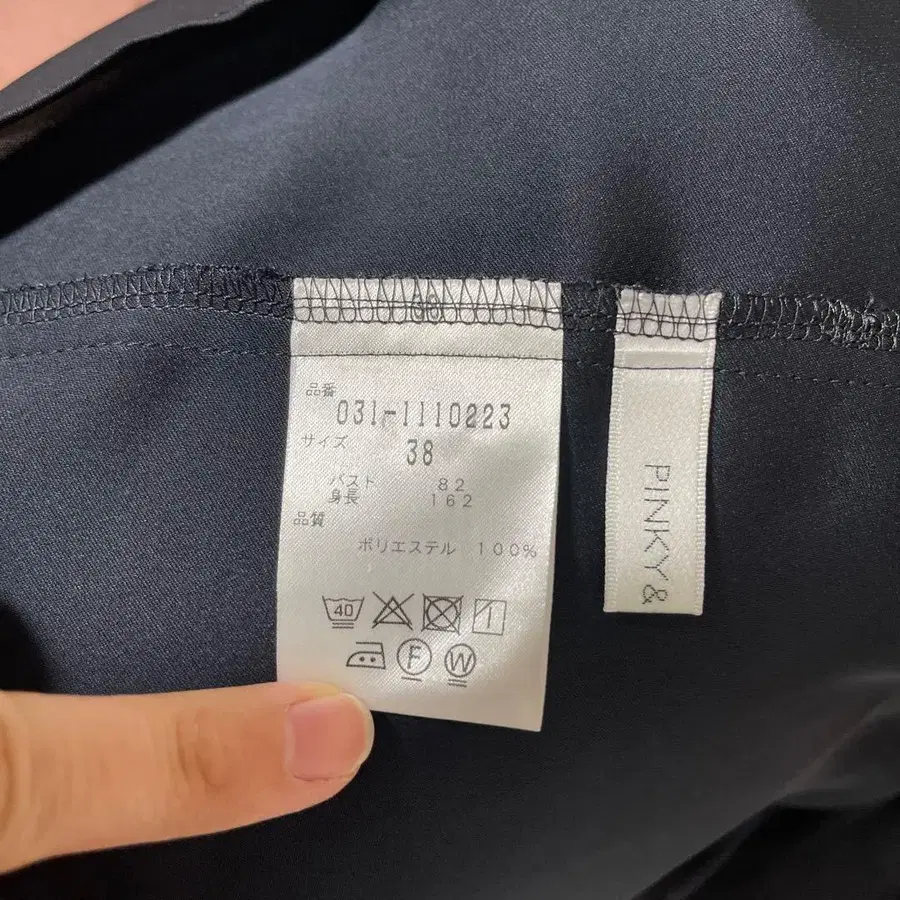 品番
031-1110223
サイズ
38
バスト 82
身長 162
品質
ポリエステル 100%
40
F W
PINKY &